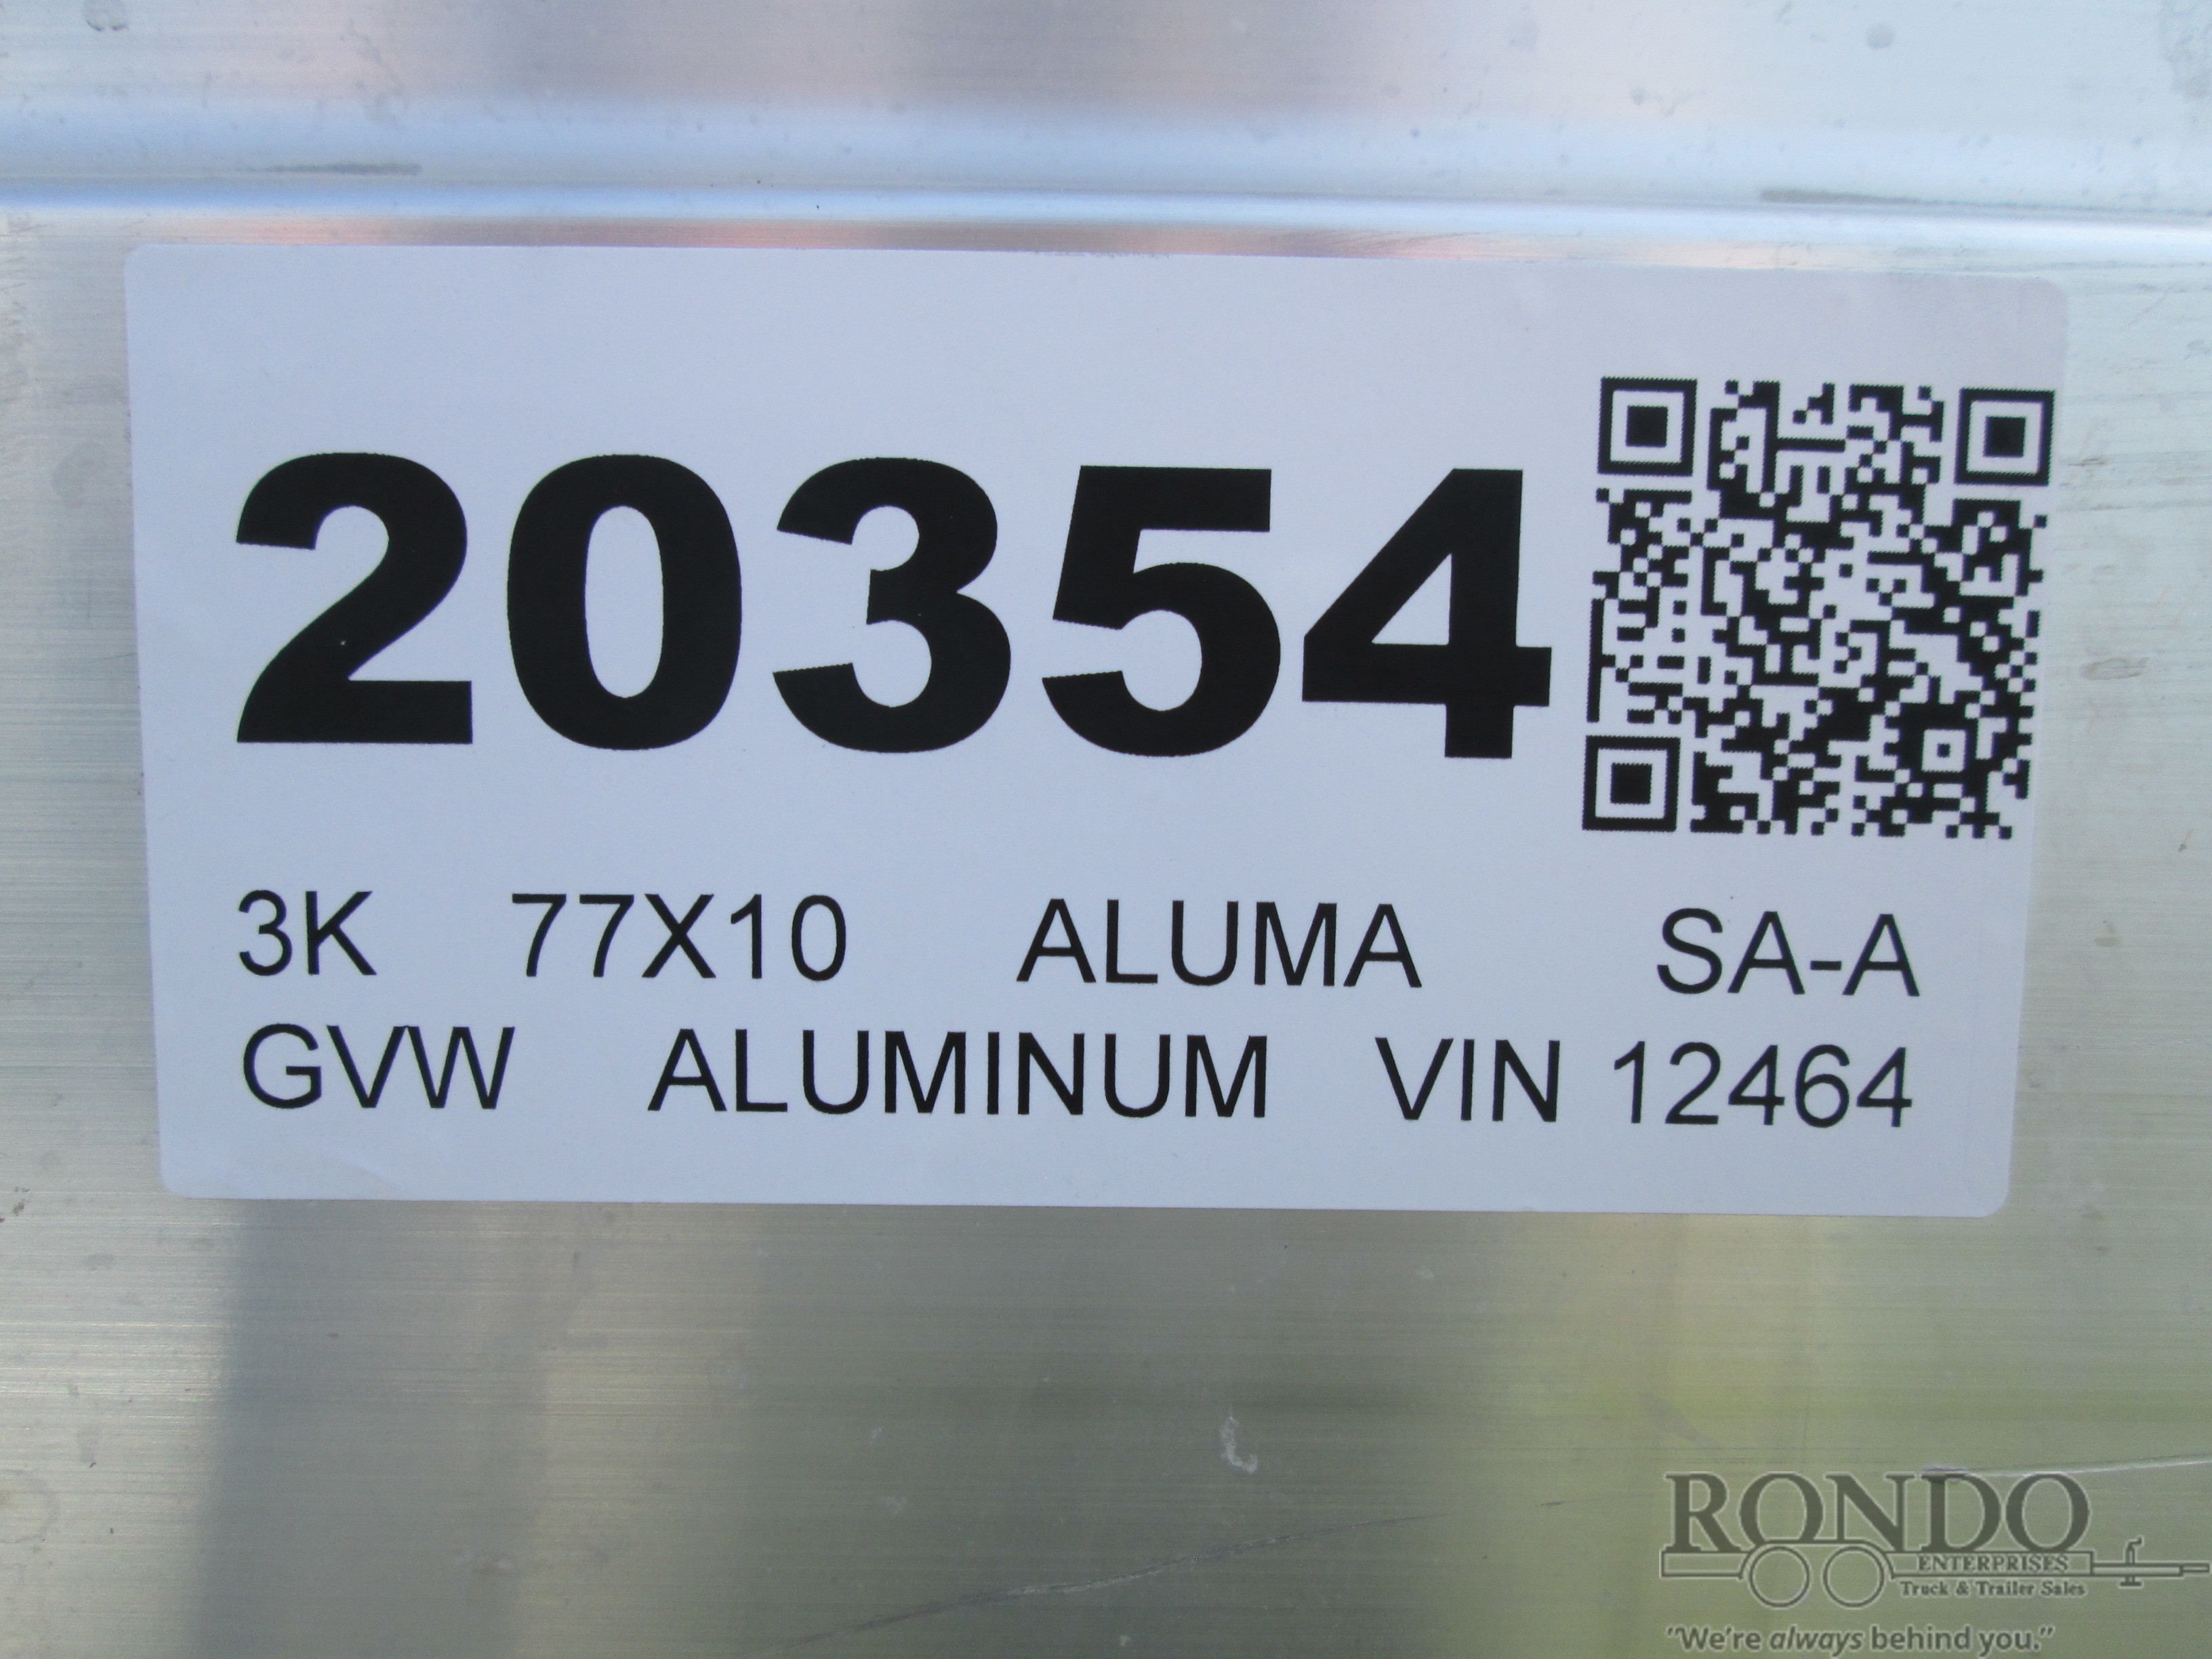 20354
3K 77X10 ALUMA SA-A
GVW ALUMINUM VIN 12464
RONDO
ENTERPRISES
Truck & Trailer Sales
"We're always behind you."